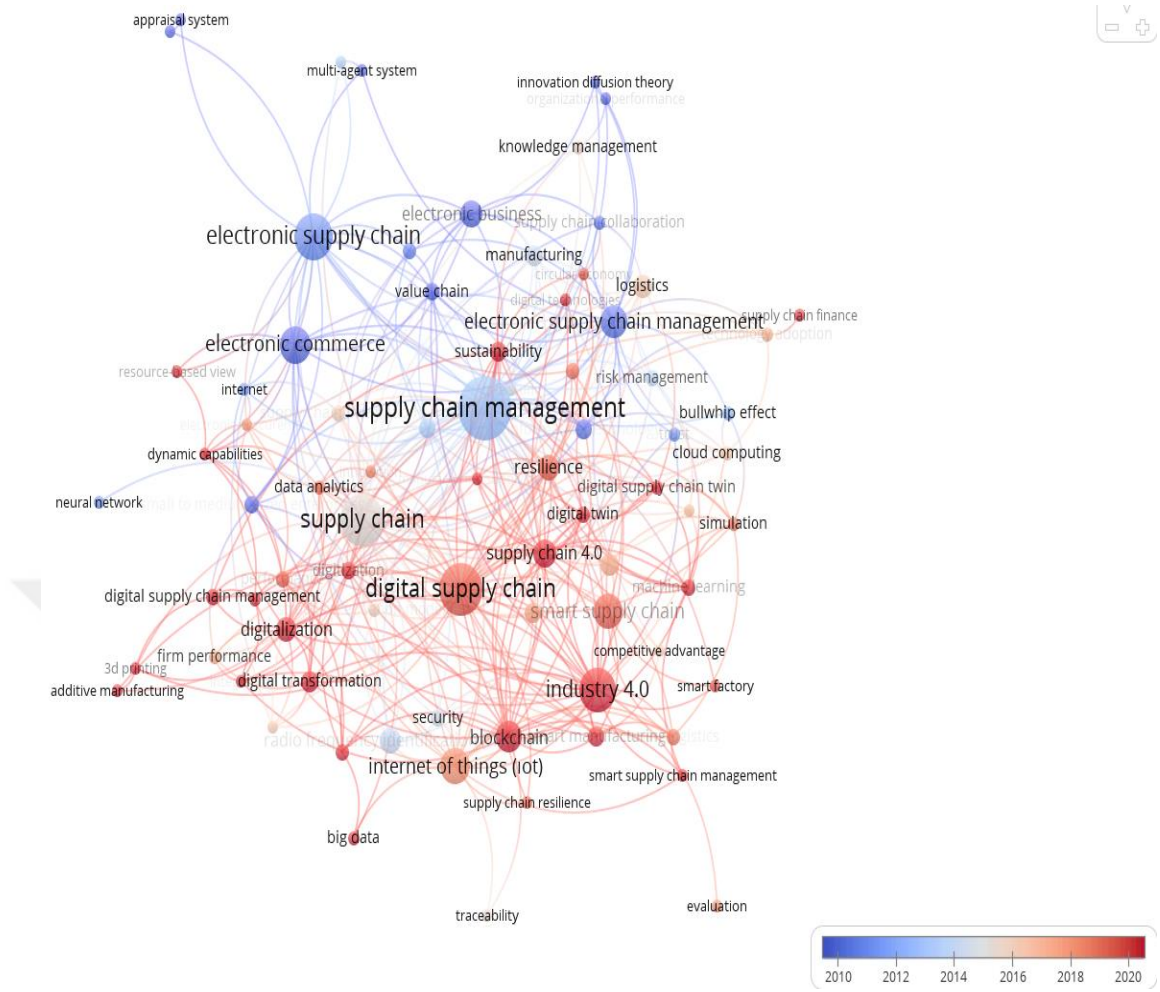 appraisal system
multi-agent system
innovation diffusion theory
knowledge management
electronic business
supply chain collaboration
electronic supply chain
manufacturing
circular economy
logistics
value chain
digital technologies
supply chain finance
electronic supply chain management
technology adoption
electronic commerce
sustainability
resource-based view
risk management
internet
supply chain management
bullwhip effect
dynamic capabilities
cloud computing
resilience
data analytics
digital supply chain twin
neural network
digital twin
simulation
supply chain
supply chain 4.0
digitization
digital supply chain
machine learning
digital supply chain management
smart supply chain
digitalization
competitive advantage
firm performance
3d printing
digital transformation
additive manufacturing
industry 4.0
smart factory
security
blockchain
internet of things (iot)
smart supply chain management
supply chain resilience
big data
traceability
evaluation
2010
2012
2014
2016
2018
2020